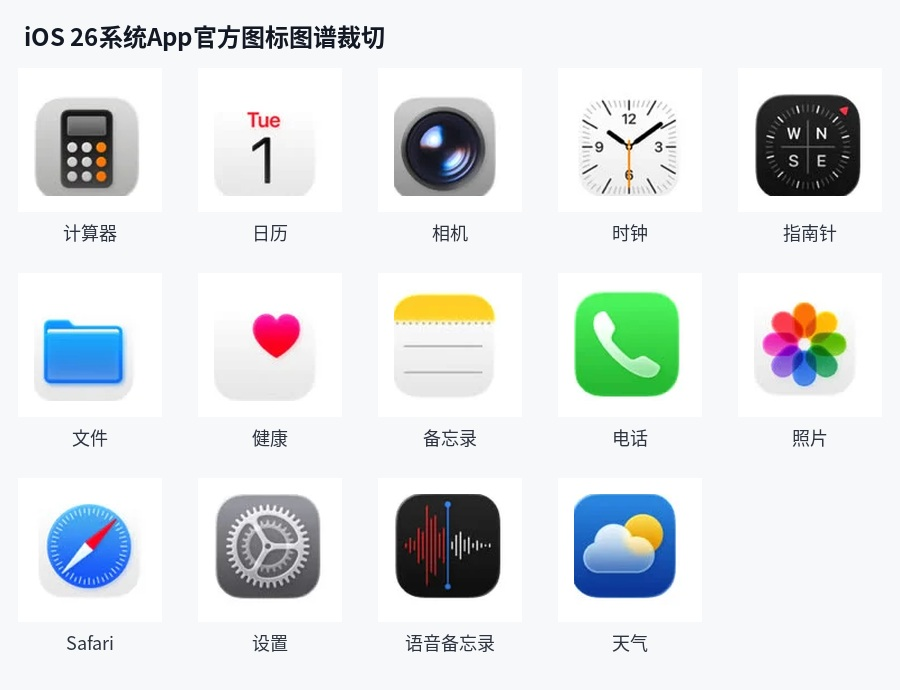 iOS 26系统App官方图标图谱裁切
Tue
1
12
9
3
6
W N
S E
计算器
日历
相机
时钟
指南针
文件
健康
备忘录
电话
照片
Safari
设置
语音备忘录
天气